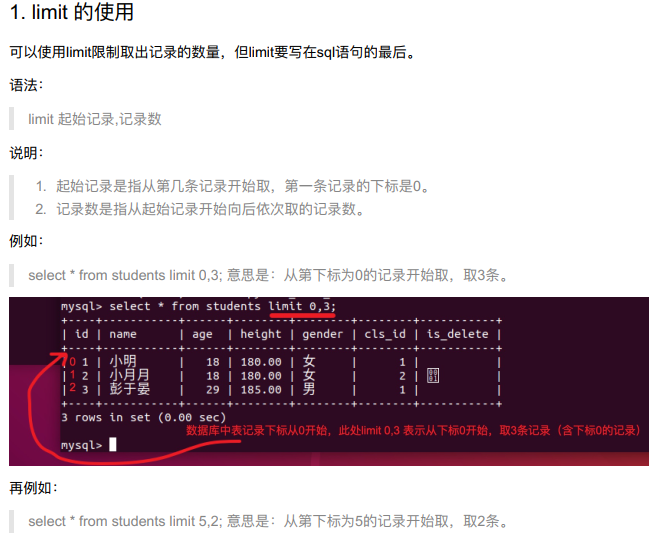 1. limit 的使用
可以使用limit限制取出记录的数量，但limit要写在sql语句的最后。
语法：
limit 起始记录,记录数
说明：
1. 起始记录是指从第几条记录开始取，第一条记录的下标是0。
2. 记录数是指从起始记录开始向后依次取的记录数。
例如：
select * from students limit 0,3; 意思是：从第下标为0的记录开始取，取3条。
mysql> select * from students limit 0,3;
+----+-----------+------+--------+--------+--------+-----------+
| id | name | age | height | gender | cls_id | is_delete |
+----+-----------+------+--------+--------+--------+-----------+
|0 1 | 小明 | 18 | 180.00 | 女 | 1 | |
|1 2 | 小月月 | 18 | 180.00 | 女 | 2 | |
|2 3 | 彭于晏 | 29 | 185.00 | 男 | 1 | |
+----+-----------+------+--------+--------+--------+-----------+
3 rows in set (0.00 sec)
数据库中表记录下标从0开始，此处limit 0,3 表示从下标0开始，取3条记录（含下标0的记录）
mysql>
再例如：
select * from students limit 5,2; 意思是：从第下标为5的记录开始取，取2条。